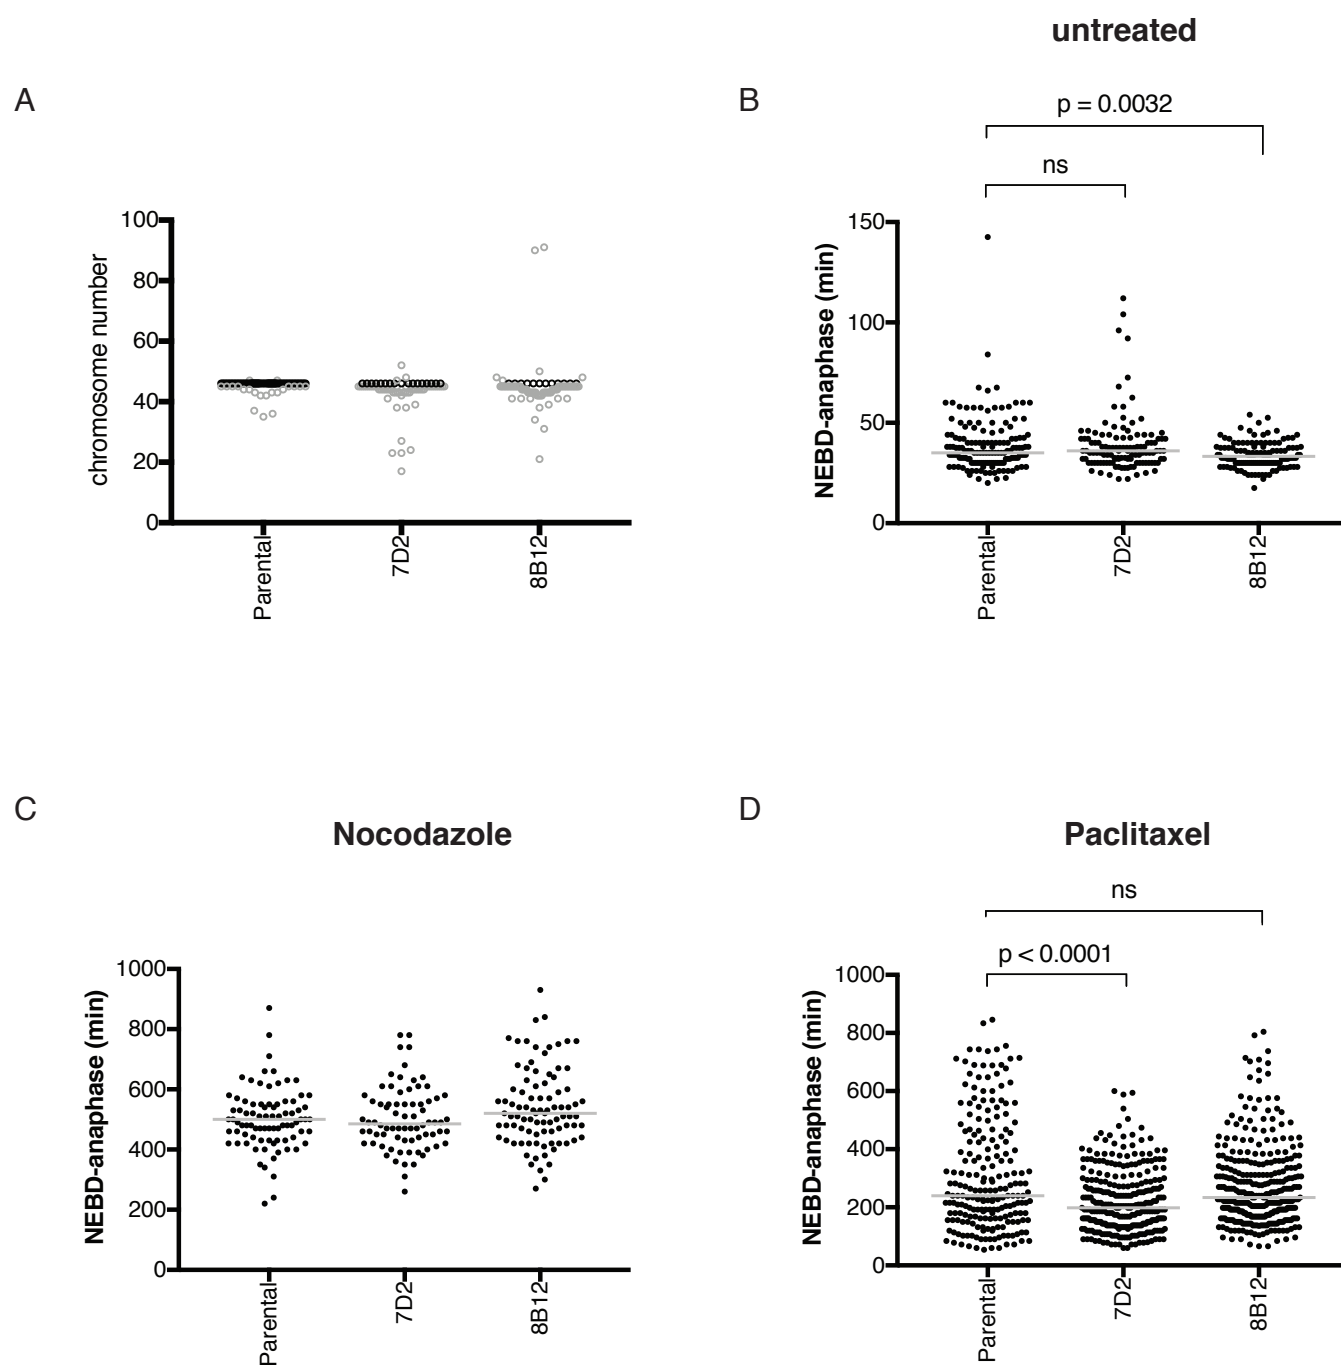 untreated
A
B
p = 0.0032
ns
100
80
60
40
20
0
chromosome number
Parental
7D2
8B12
150
100
50
0
NEBD-anaphase (min)
Parental
7D2
8B12
C
Nocodazole
D
Paclitaxel
ns
p < 0.0001
1000
800
600
400
200
0
NEBD-anaphase (min)
Parental
7D2
8B12
1000
800
600
400
200
0
NEBD-anaphase (min)
Parental
7D2
8B12